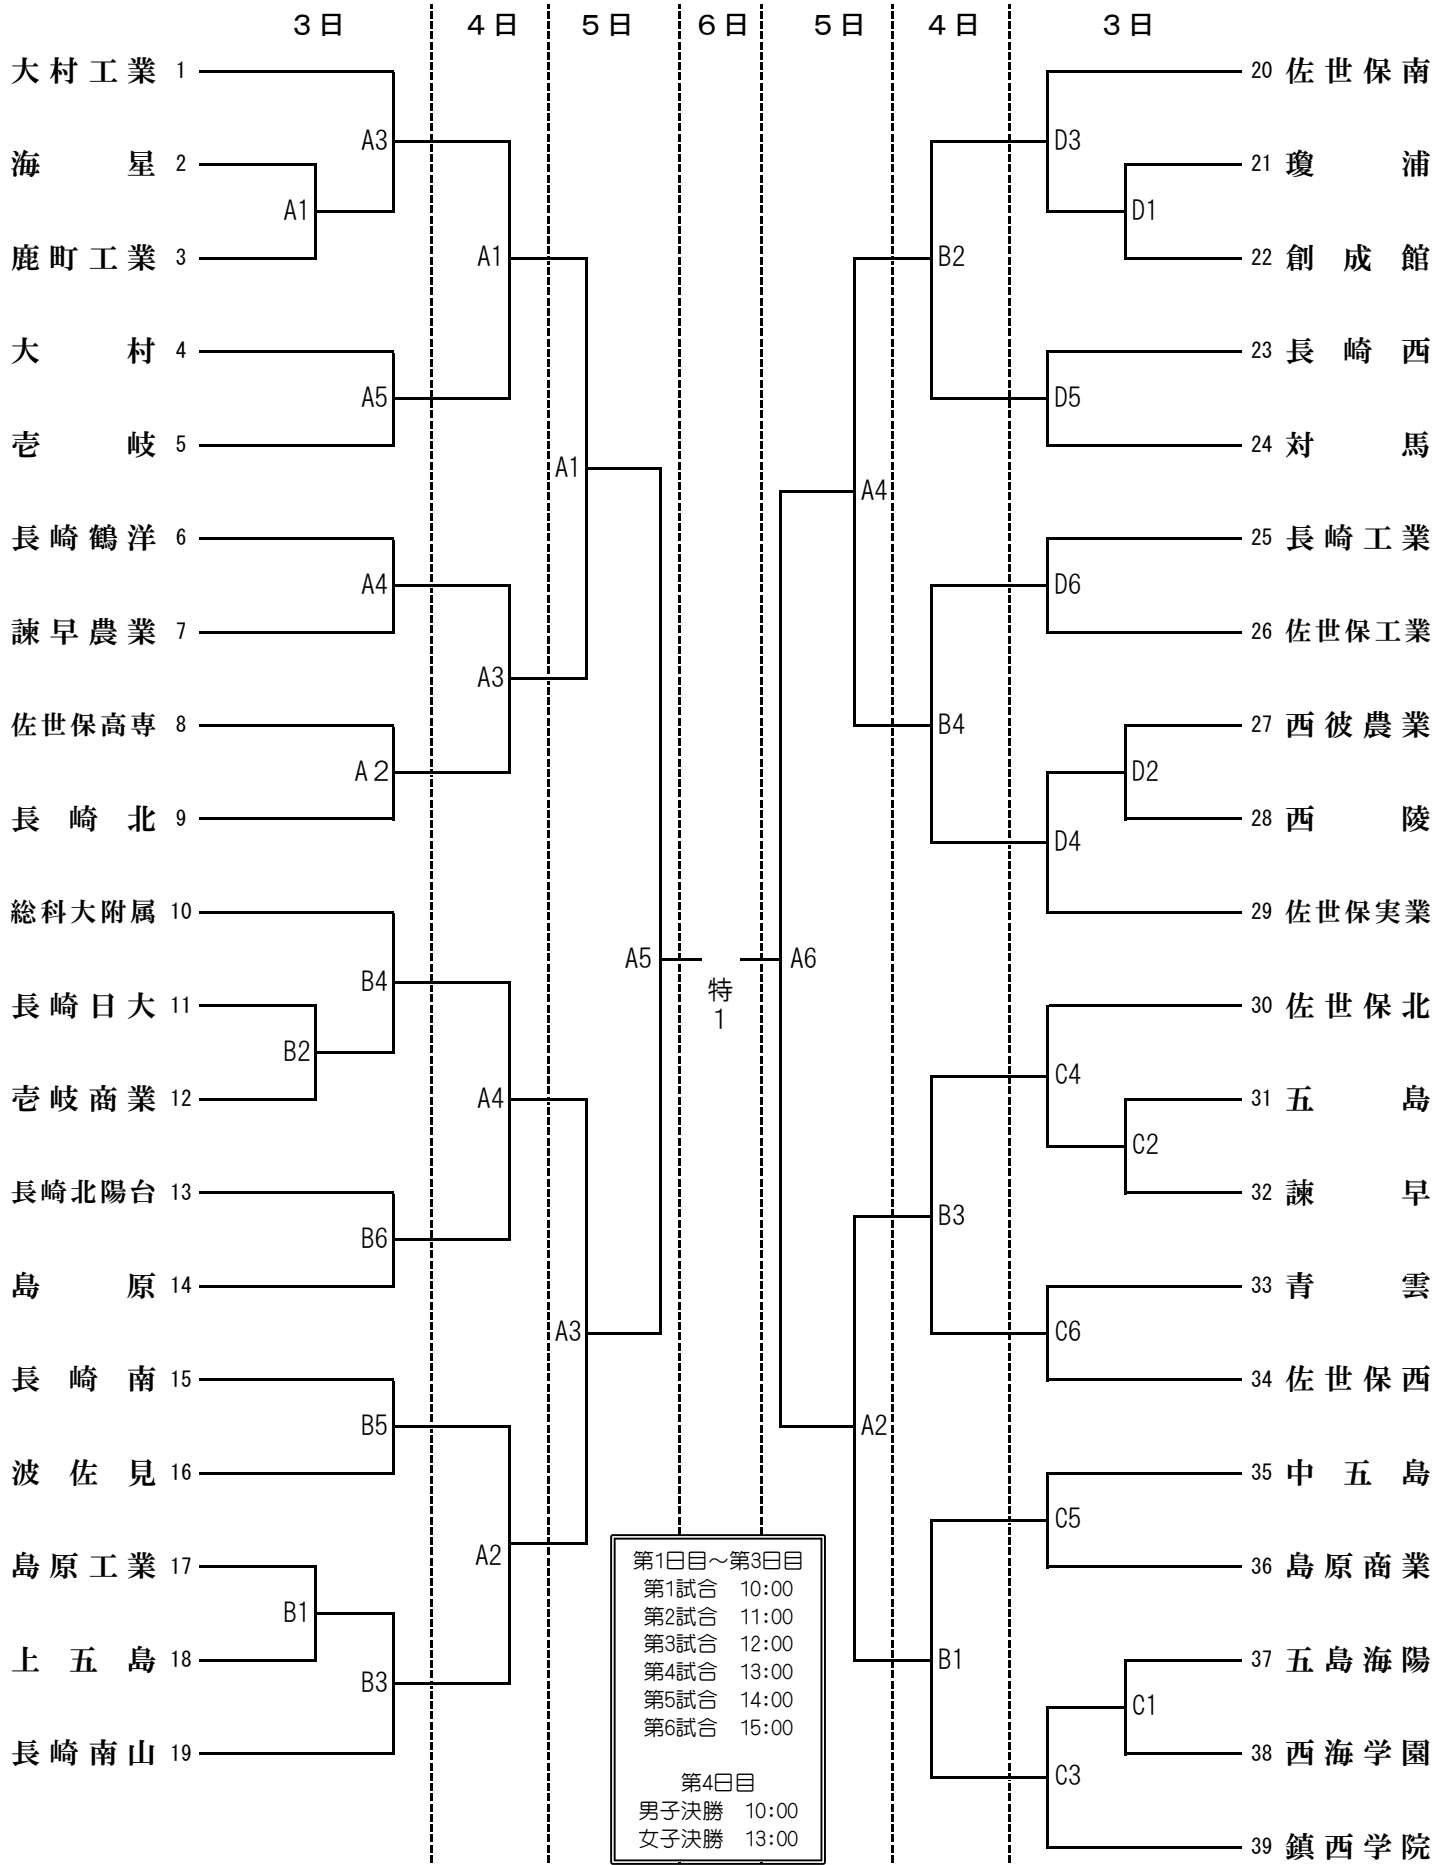 ３日 ４日 ５日 ６日 ５日 ４日 ３日
大村工業 1
海星 2
鹿町工業 3
大村 4
壱岐 5
長崎鶴洋 6
諫早農業 7
佐世保高専 8
長崎北 9
総科大附属 10
長崎日大 11
壱岐商業 12
長崎北陽台 13
島原 14
長崎南 15
波佐見 16
島原工業 17
上五島 18
長崎南山 19
A1
A3
A5
A4
A２
B2
B4
B6
B5
B1
B3
A1
A3
A4
A2
A1
A3
A5
特
1
A6
A4
A2
B2
B4
B3
B1
D3
D1
D5
D6
D2
D4
C4
C2
C6
C5
C1
C3
20 佐世保南
21 瓊浦
22 創成館
23 長崎西
24 対馬
25 長崎工業
26 佐世保工業
27 西彼農業
28 西陵
29 佐世保実業
30 佐世保北
31 五島
32 諫早
33 青雲
34 佐世保西
35 中五島
36 島原商業
37 五島海陽
38 西海学園
39 鎮西学院
第1日目～第3日目
第1試合 10:00
第2試合 11:00
第3試合 12:00
第4試合 13:00
第5試合 14:00
第6試合 15:00
第4日目
男子決勝 10:00
女子決勝 13:00